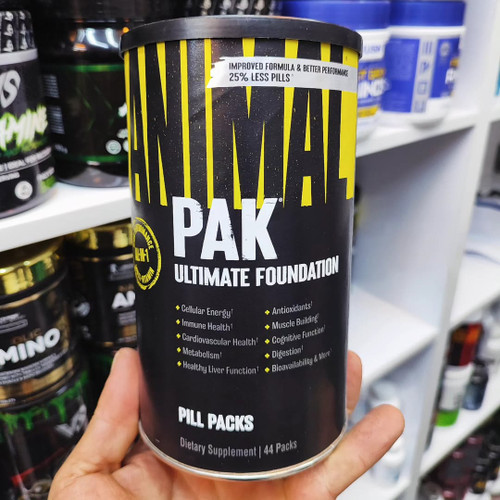 IMPROVED FORMULA & BETTER PERFORMANCE
25% LESS PILLS
ANIMAL
PAK
ULTIMATE FOUNDATION
Cellular Energy†
Immune Health†
Cardiovascular Health†
Metabolism†
Healthy Liver Function†
Antioxidants†
Muscle Building†
Cognitive Function†
Digestion†
Bioavailability & More†
PILL PACKS
Dietary Supplement | 44 Packs